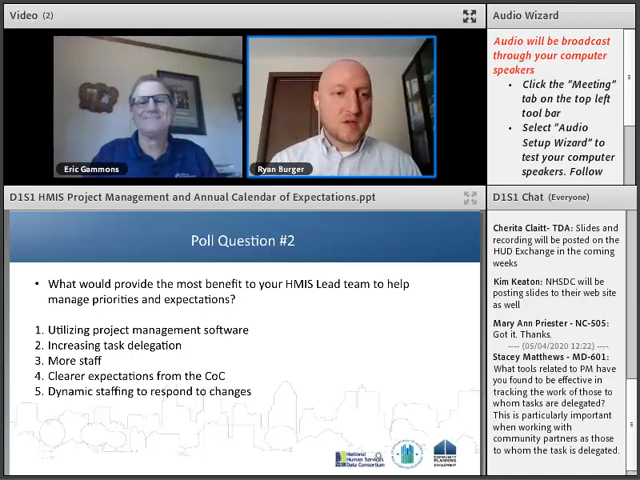 Video (2)
Eric Gammons
Ryan Burger
Audio Wizard
Audio will be broadcast
through your computer
speakers
• Click the "Meeting"
tab on the top left
tool bar
• Select "Audio
Setup Wizard" to
test your computer
speakers. Follow
D1S1 HMIS Project Management and Annual Calendar of Expectations.ppt
Poll Question #2
• What would provide the most benefit to your HMIS Lead team to help
manage priorities and expectations?
1. Utilizing project management software
2. Increasing task delegation
3. More staff
4. Clearer expectations from the CoC
5. Dynamic staffing to respond to changes
National
Human Services
Data Consortium
COMMUNITY
PLANNING
DEVELOPMENT
D1S1 Chat (Everyone)
Cherita Claitt- TDA: Slides and
recording will be posted on the
HUD Exchange in the coming
weeks
Kim Keaton: NHSDC will be
posting slides to their web site
as well
Mary Ann Priester - NC-505:
Got it. Thanks.
---- (05/04/2020 12:22) ----
Stacey Matthews - MD-601:
What tools related to PM have
you found to be effective in
tracking the work of those to
whom tasks are delegated?
This is particularly important
when working with
community partners as those
to whom the task is delegated.